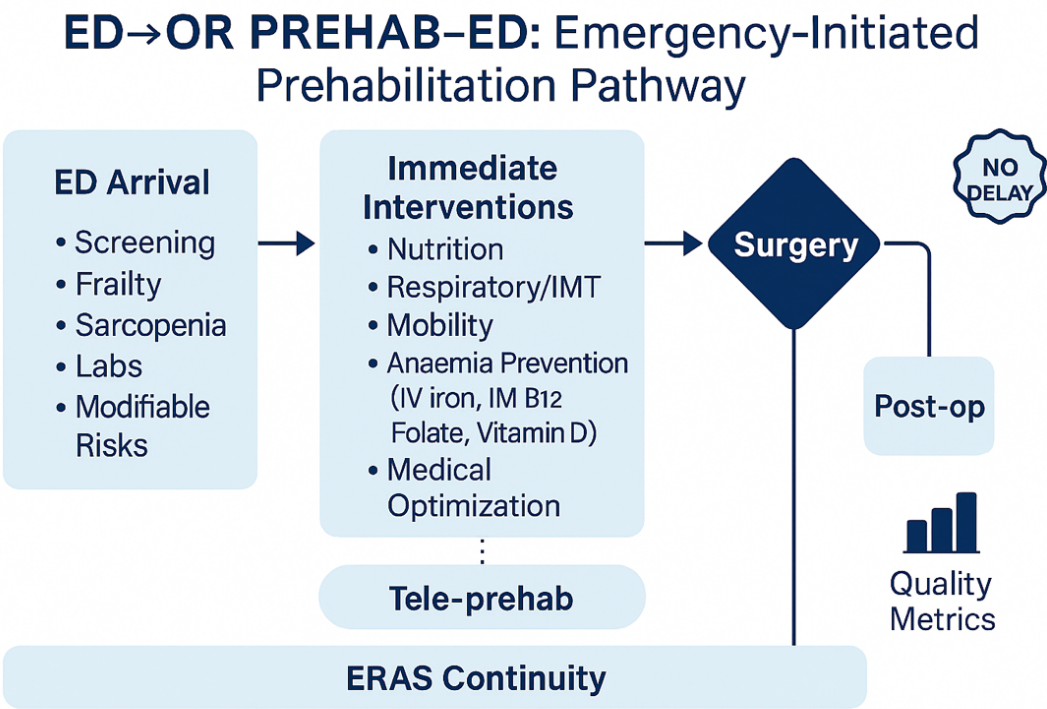 ED→OR PREHAB–ED: Emergency-Initiated
Prehabilitation Pathway
ED Arrival
• Screening
• Frailty
• Sarcopenia
• Labs
• Modifiable
Risks
Immediate
Interventions
• Nutrition
• Respiratory/IMT
• Mobility
• Anaemia Prevention
(IV iron, IM B12
Folate, Vitamin D)
• Medical
Optimization
Tele-prehab
Surgery
NO
DELAY
Post-op
Quality
Metrics
ERAS Continuity